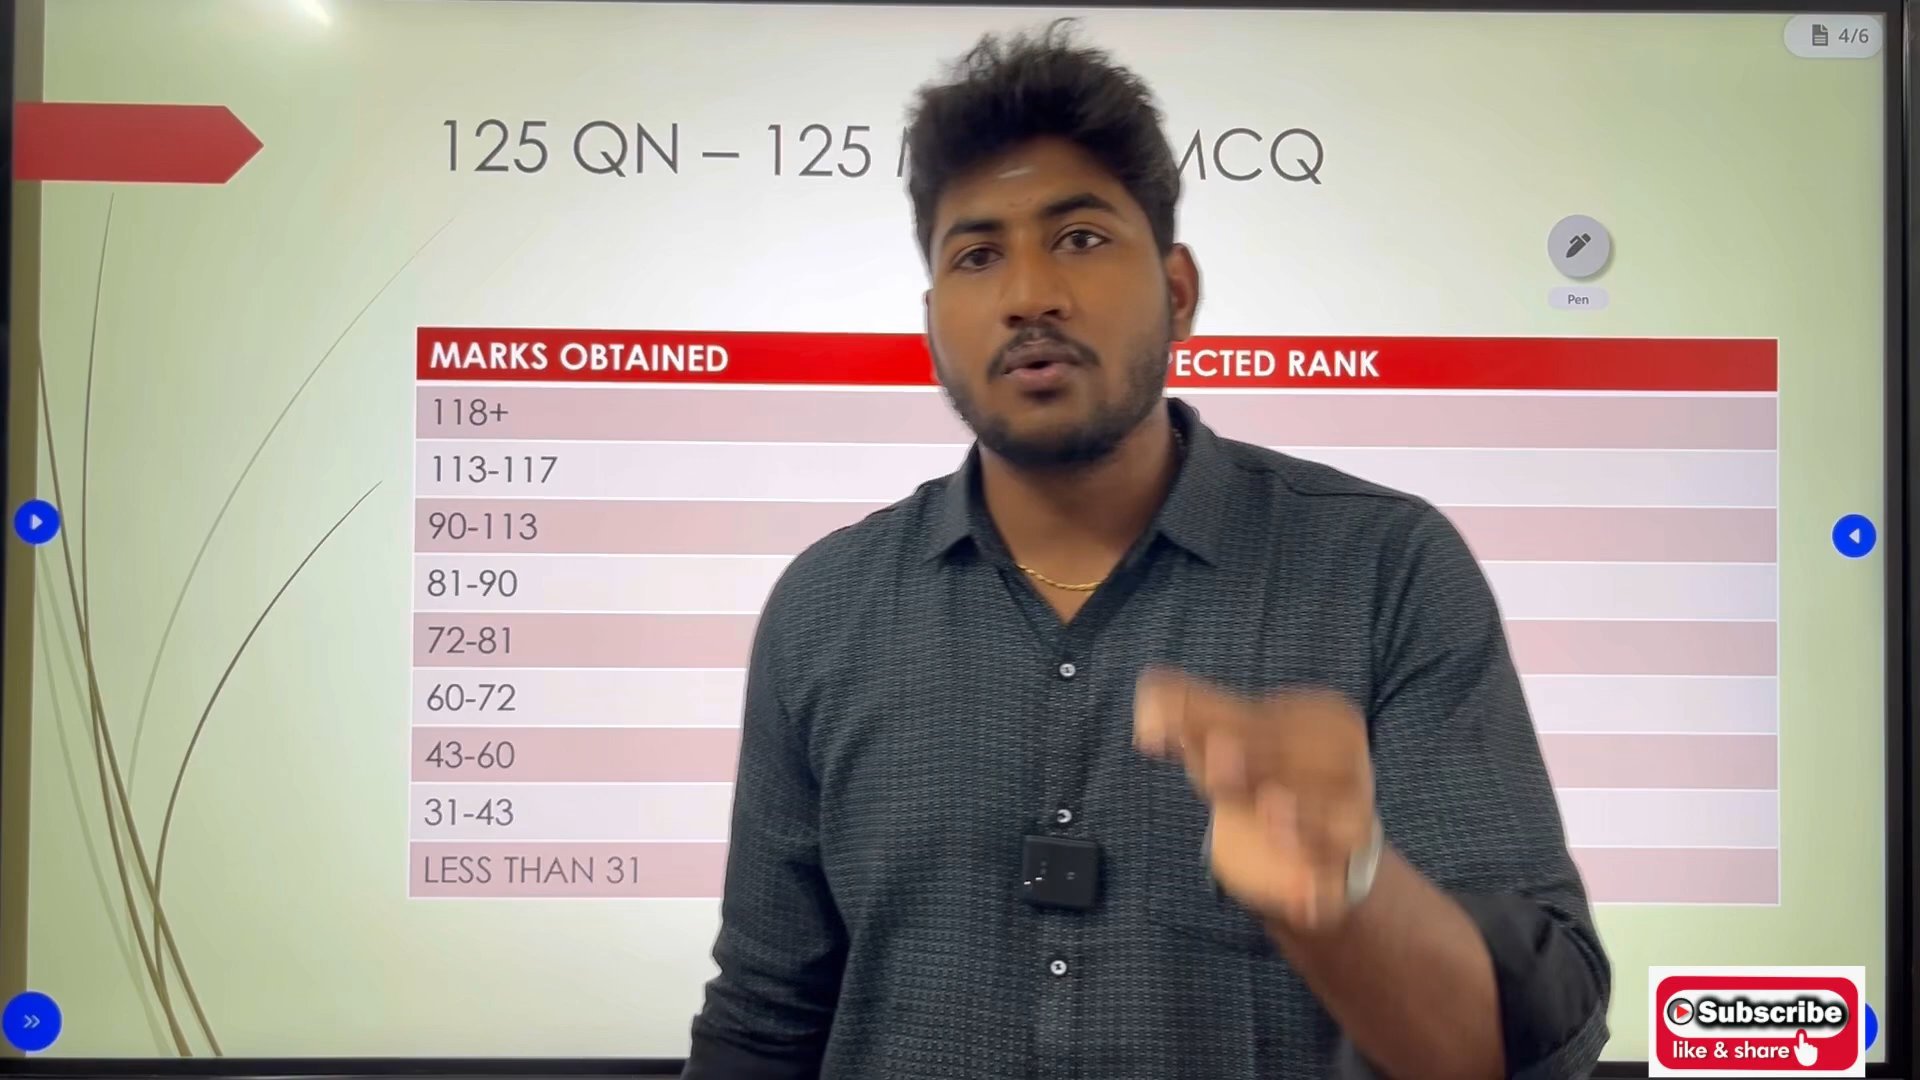 4/6
125 QN – 125 MCQ
Pen
MARKS OBTAINED PECTED RANK
118+
113-117
90-113
81-90
72-81
60-72
43-60
31-43
LESS THAN 31
Subscribe
like & share